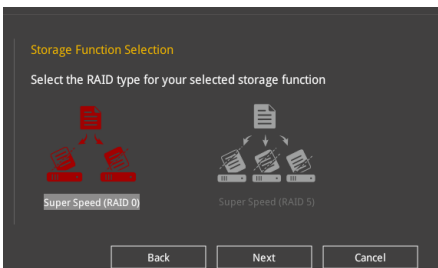 Storage Function Selection
Select the RAID type for your selected storage function
Super Speed (RAID 0)
Super Speed (RAID 5)
Back
Next
Cancel